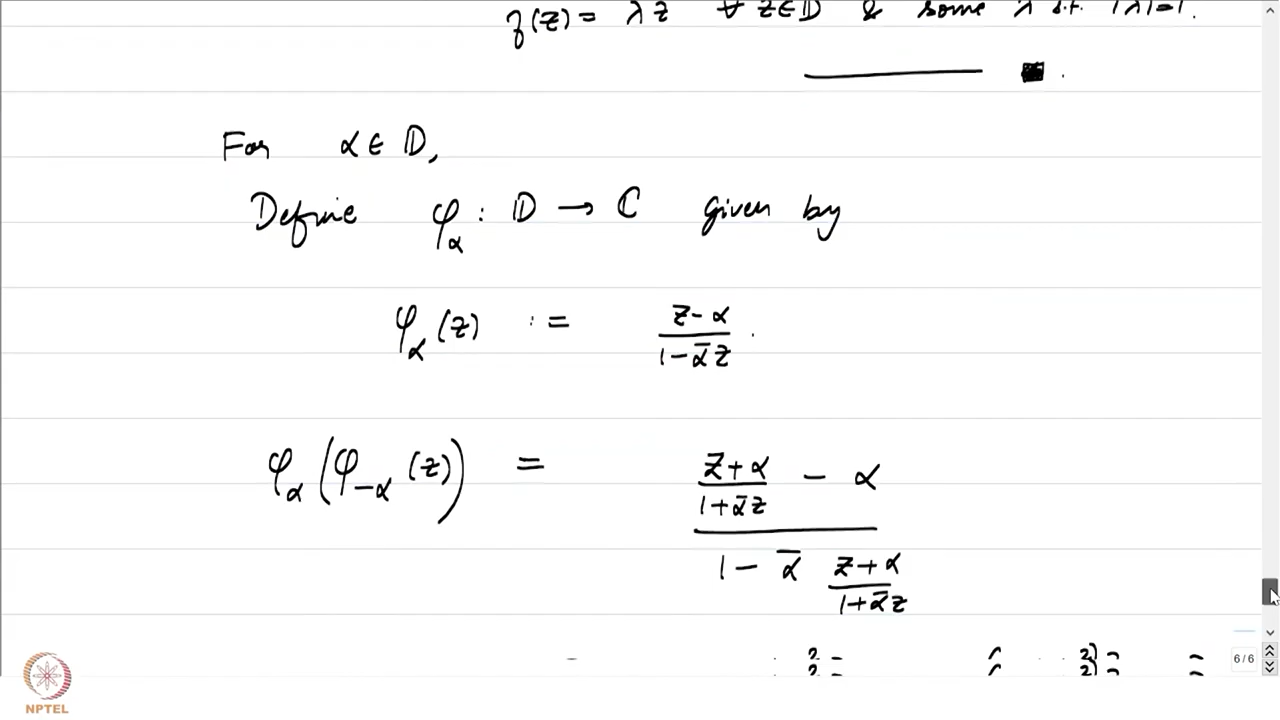 f(z) = λz ∀ z∈𝔻 & some λ s.t. |λ|=1.
For α ∈ 𝔻,
Define φ_α : 𝔻 → ℂ given by
φ_α(z) := (z-α)/(1-ᾱz).
φ_α(φ_{-α}(z)) = ((z+α)/(1+ᾱz) - α)/(1 - ᾱ (z+α)/(1+ᾱz))
6/6
NPTEL